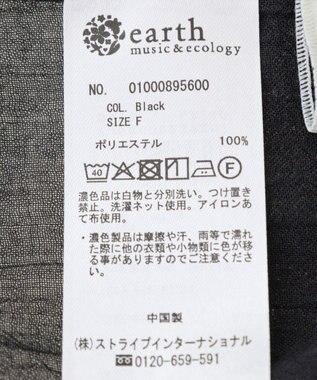 earth
music&ecology
NO. 01000895600
COL. Black
SIZE F
ポリエステル 100%
40 F
濃色品は白物と分別洗い。つけ置き
禁止。洗濯ネット使用。アイロンあ
て布使用。
・濃色製品は摩擦や汗、雨等で濡れ
た際に他の衣類や小物類に色が移
る事がありますのでご注意くださ
い。
中国製
(株)ストライプインターナショナル
0120-659-591